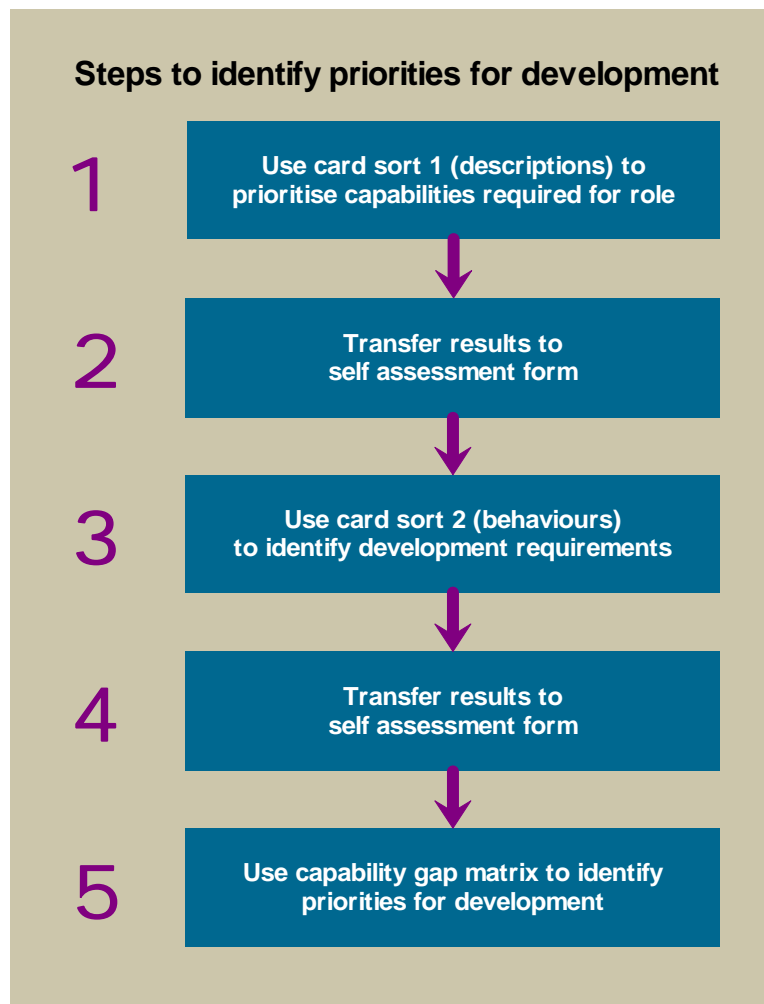 Steps to identify priorities for development
1
Use card sort 1 (descriptions) to
prioritise capabilities required for role
2
Transfer results to
self assessment form
3
Use card sort 2 (behaviours)
to identify development requirements
4
Transfer results to
self assessment form
5
Use capability gap matrix to identify
priorities for development